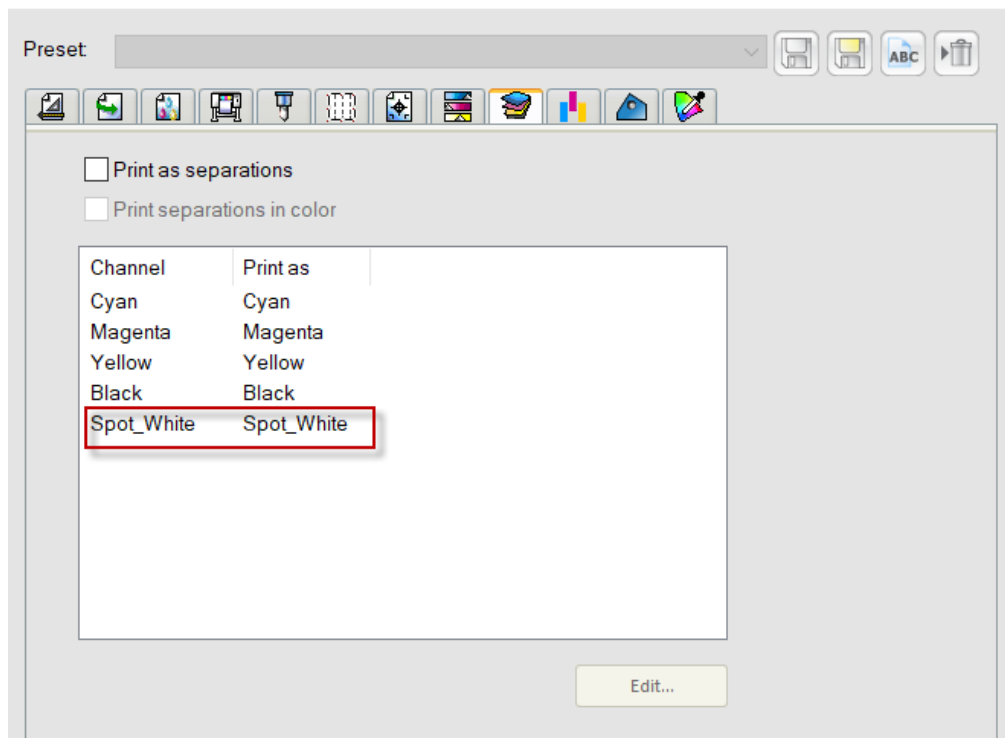 Preset:
ABC
Print as separations
Print separations in color
Channel Print as
Cyan Cyan
Magenta Magenta
Yellow Yellow
Black Black
Spot_White Spot_White
Edit...